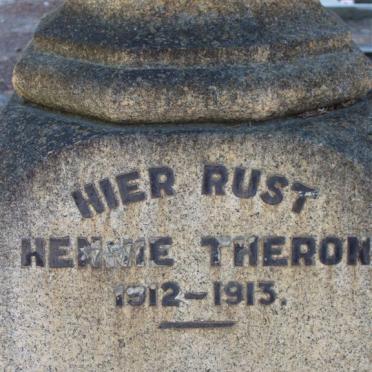 HIER RUST
HENNIE THERON
1912-1913.